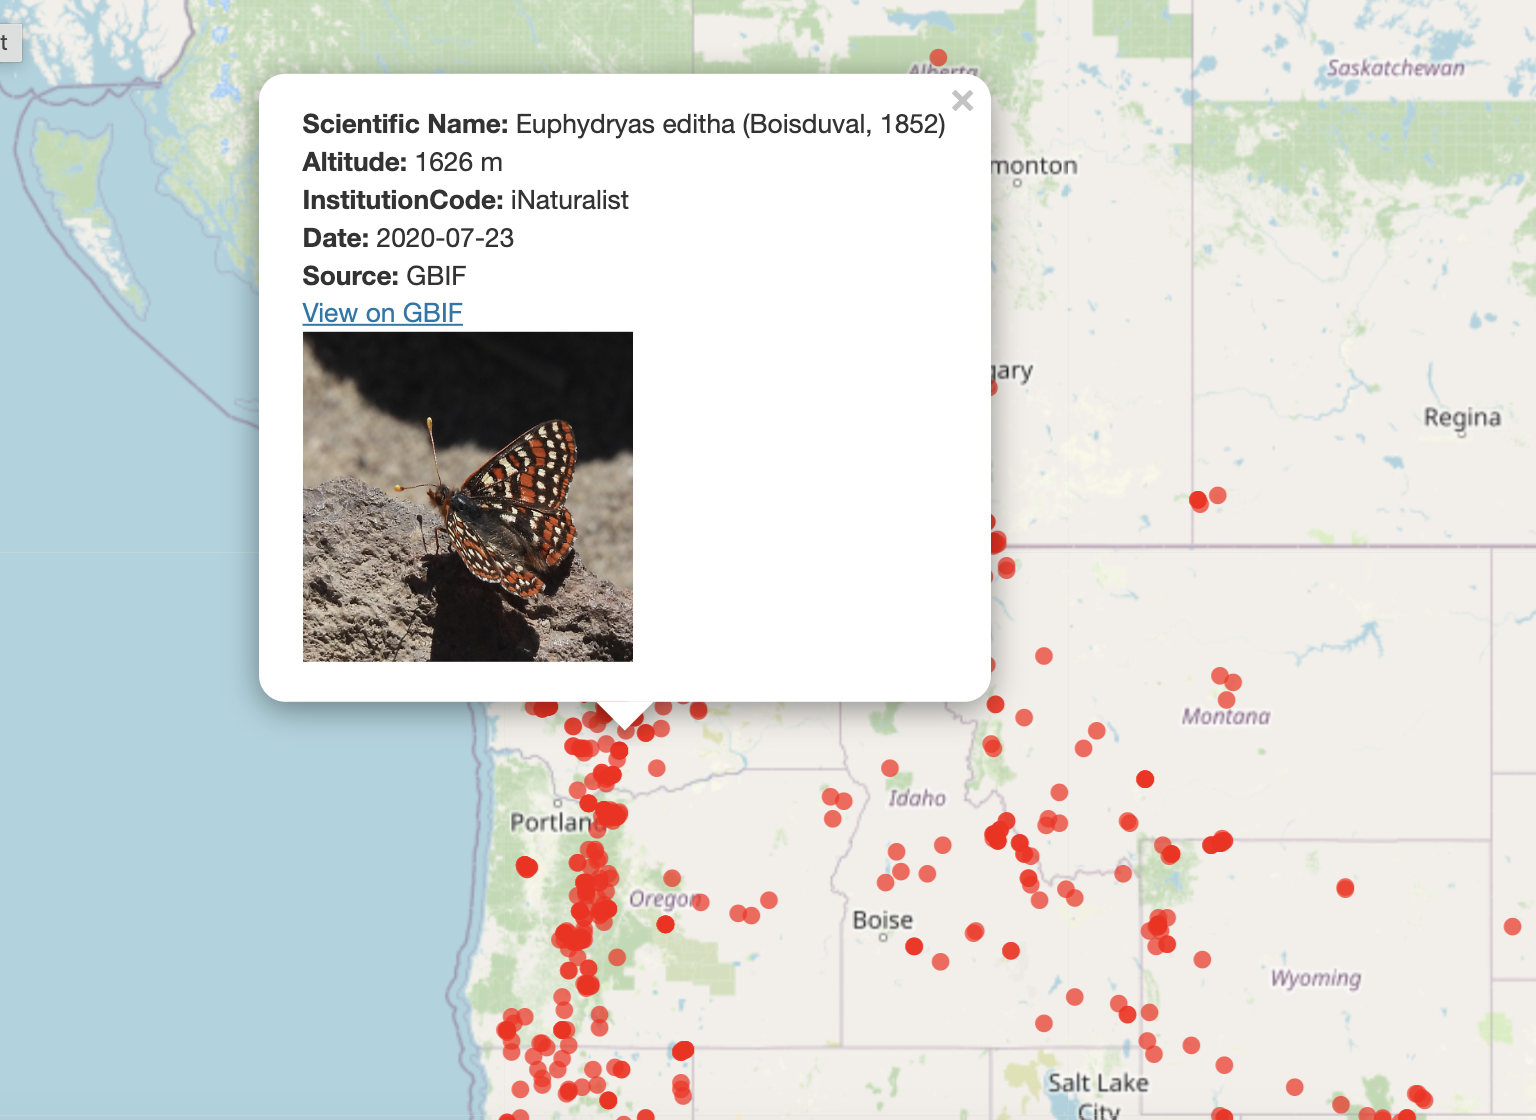 t
Alberta
Saskatchewan
Scientific Name: Euphydryas editha (Boisduval, 1852)
×
Altitude: 1626 m
monton
InstitutionCode: iNaturalist
Date: 2020-07-23
Source: GBIF
View on GBIF
gary
Regina
Montana
Idaho
Portlan
Oregon
Boise
Wyoming
Salt Lake
City